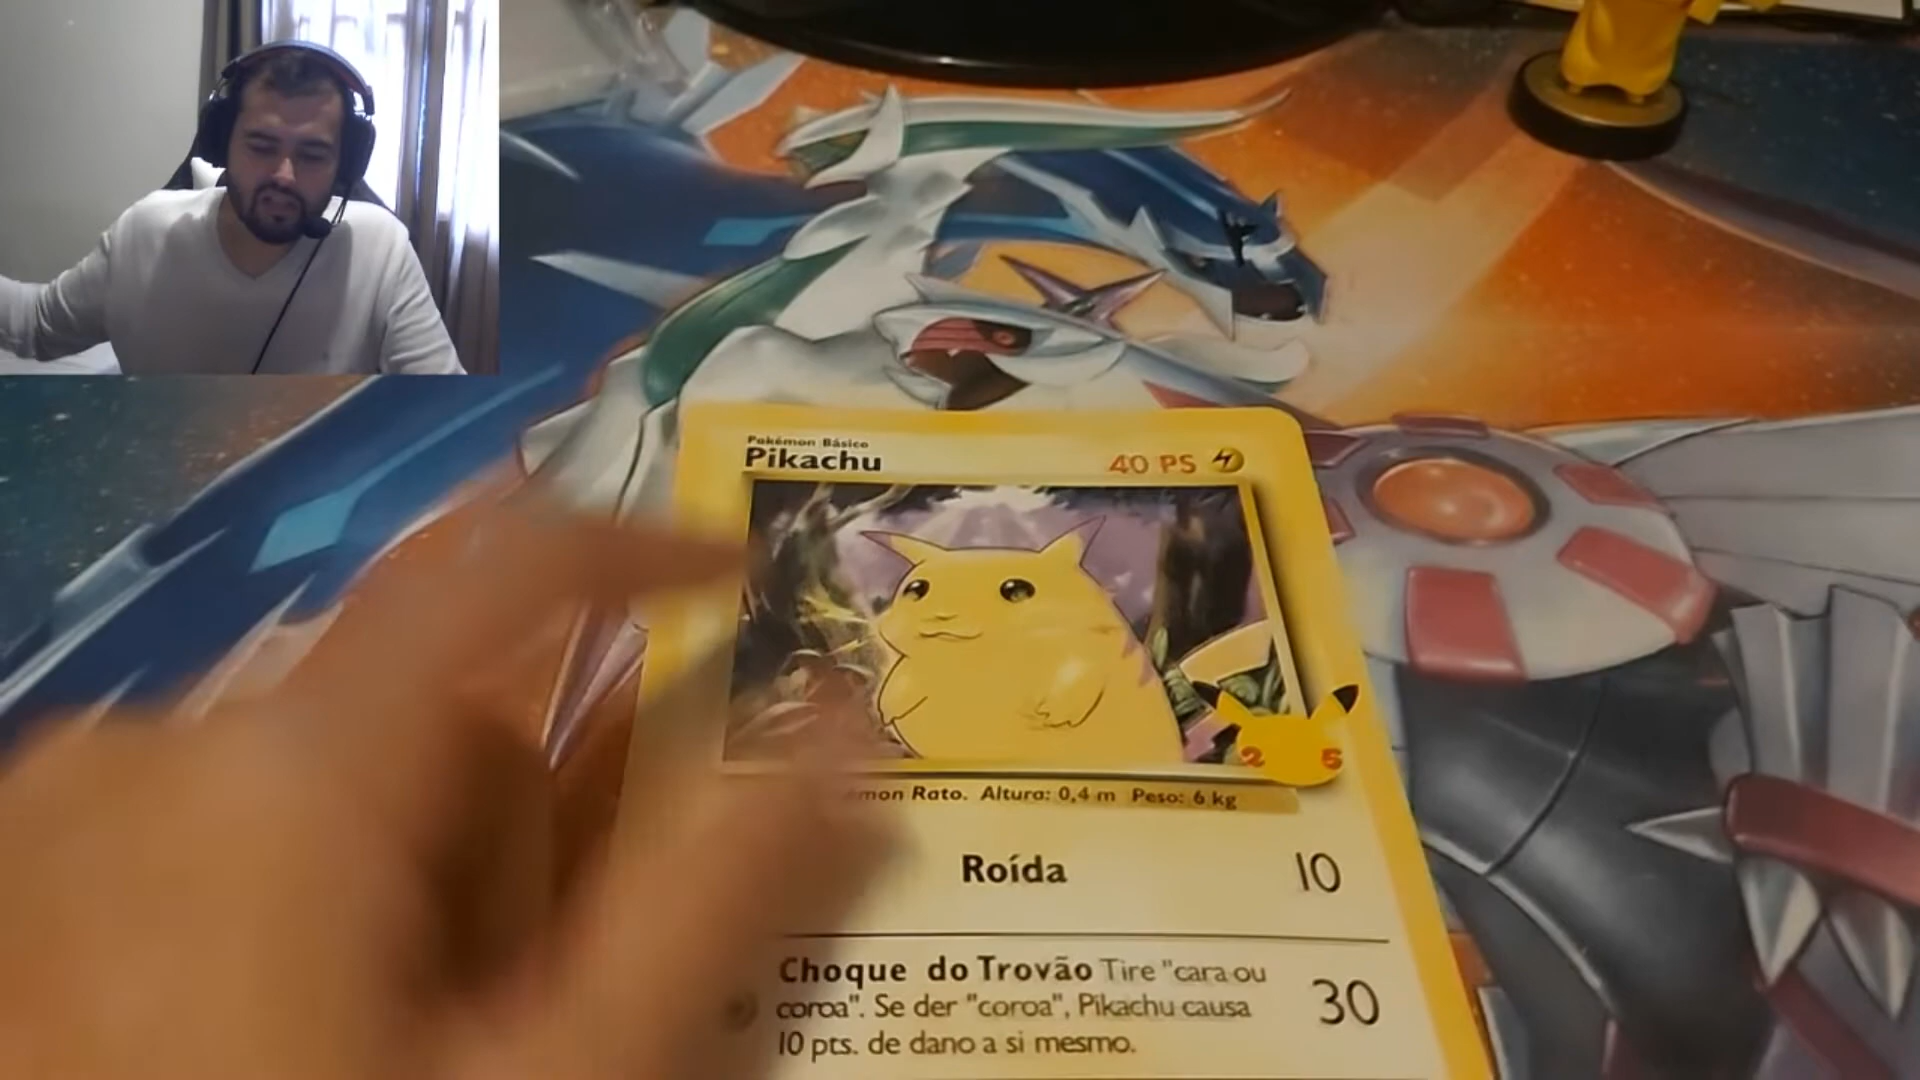 Pokémon Básico
Pikachu
40 PS
2 5
mon Rato. Altura: 0,4 m Peso: 6 kg
Roída 10
Choque do Trovão Tire "cara ou
coroa". Se der "coroa", Pikachu causa
10 pts. de dano a si mesmo.
30